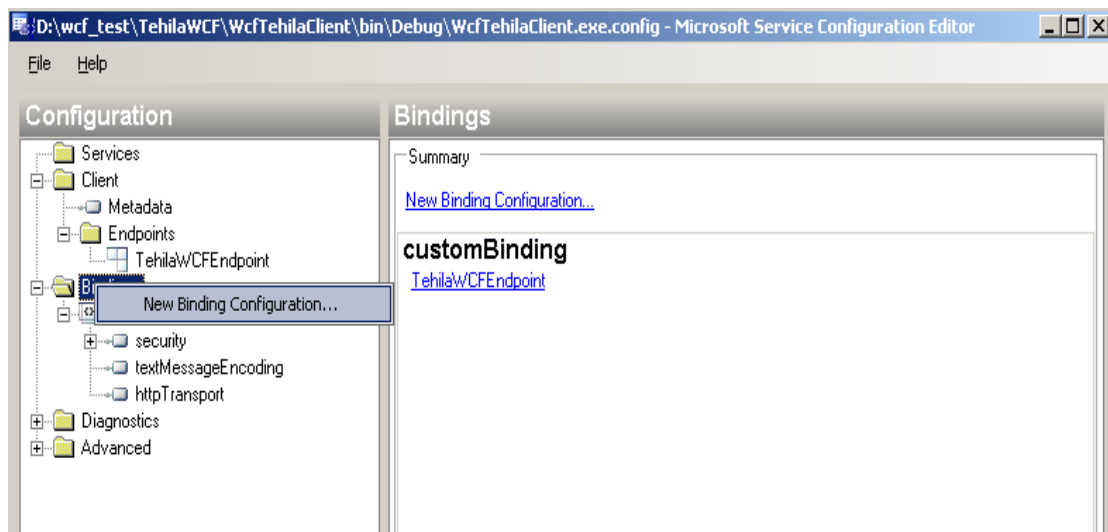 D:\wcf_test\TehilaWCF\WcfTehilaClient\bin\Debug\WcfTehilaClient.exe.config - Microsoft Service Configuration Editor
File Help
Configuration
Services
Client
Metadata
Endpoints
TehilaWCFEndpoint
New Binding Configuration...
security
textMessageEncoding
httpTransport
Diagnostics
Advanced
Bindings
Summary
New Binding Configuration...
customBinding
TehilaWCFEndpoint